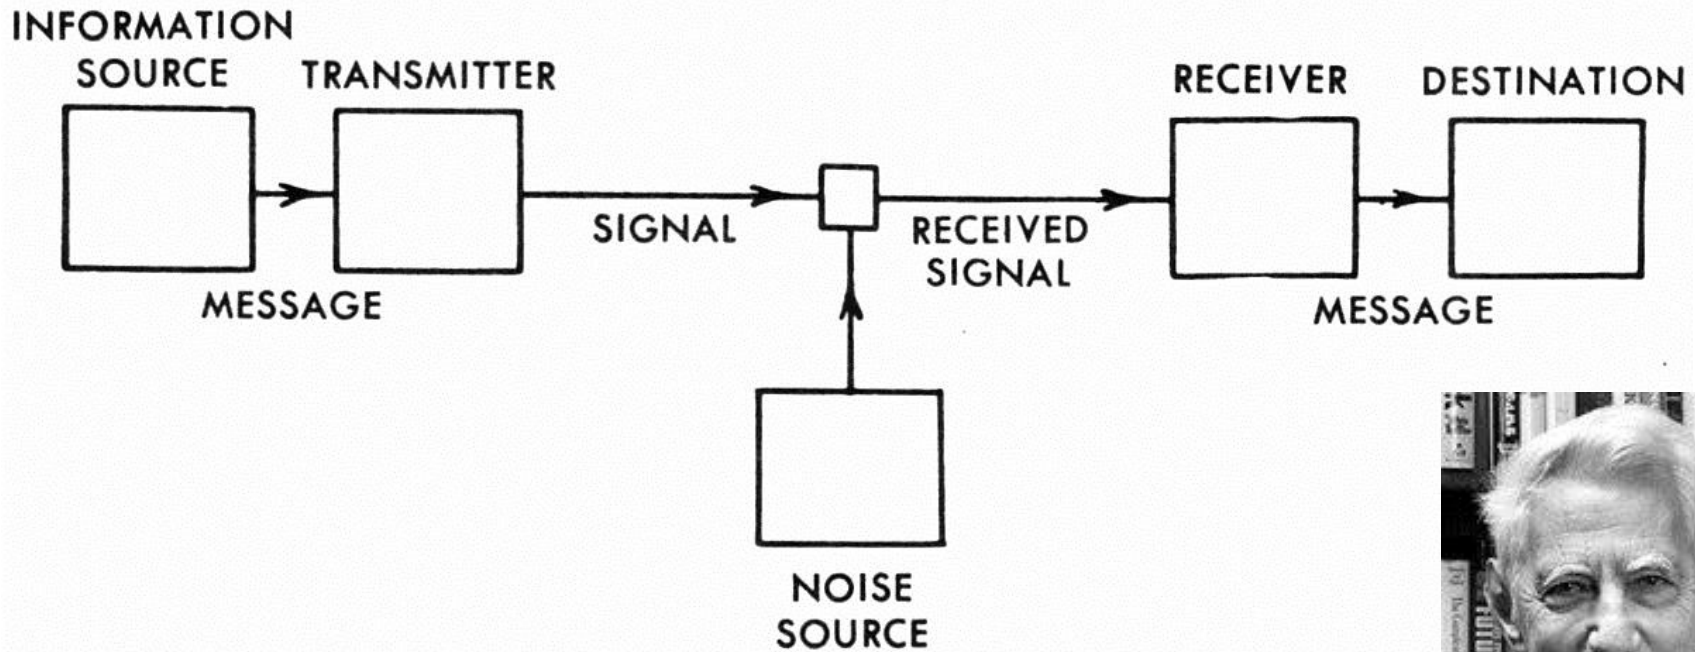 INFORMATION
SOURCE
TRANSMITTER
RECEIVER
DESTINATION
SIGNAL
RECEIVED
SIGNAL
MESSAGE
MESSAGE
NOISE
SOURCE